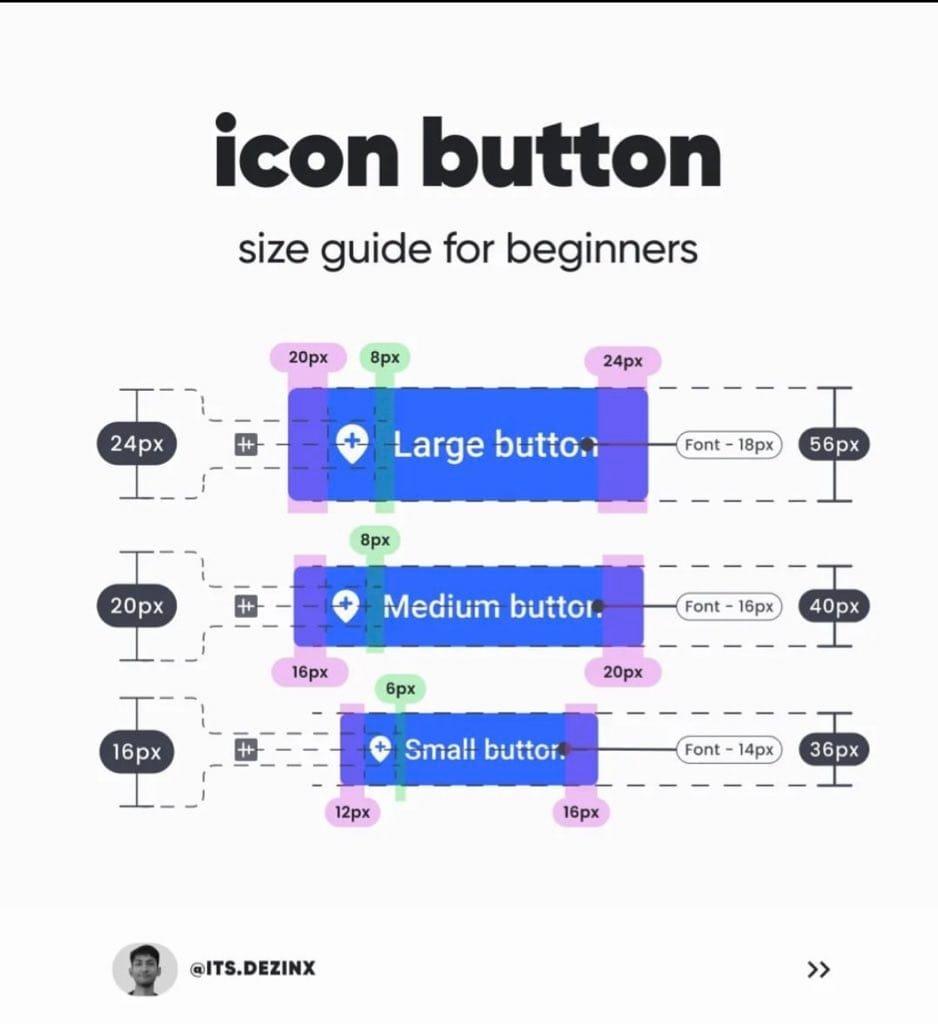 icon button
size guide for beginners
20px
8px
24px
24px
Large button
Font - 18px
56px
8px
20px
Medium button
Font - 16px
40px
16px
20px
6px
16px
Small button
Font - 14px
36px
12px
16px
@ITS.DEZINX